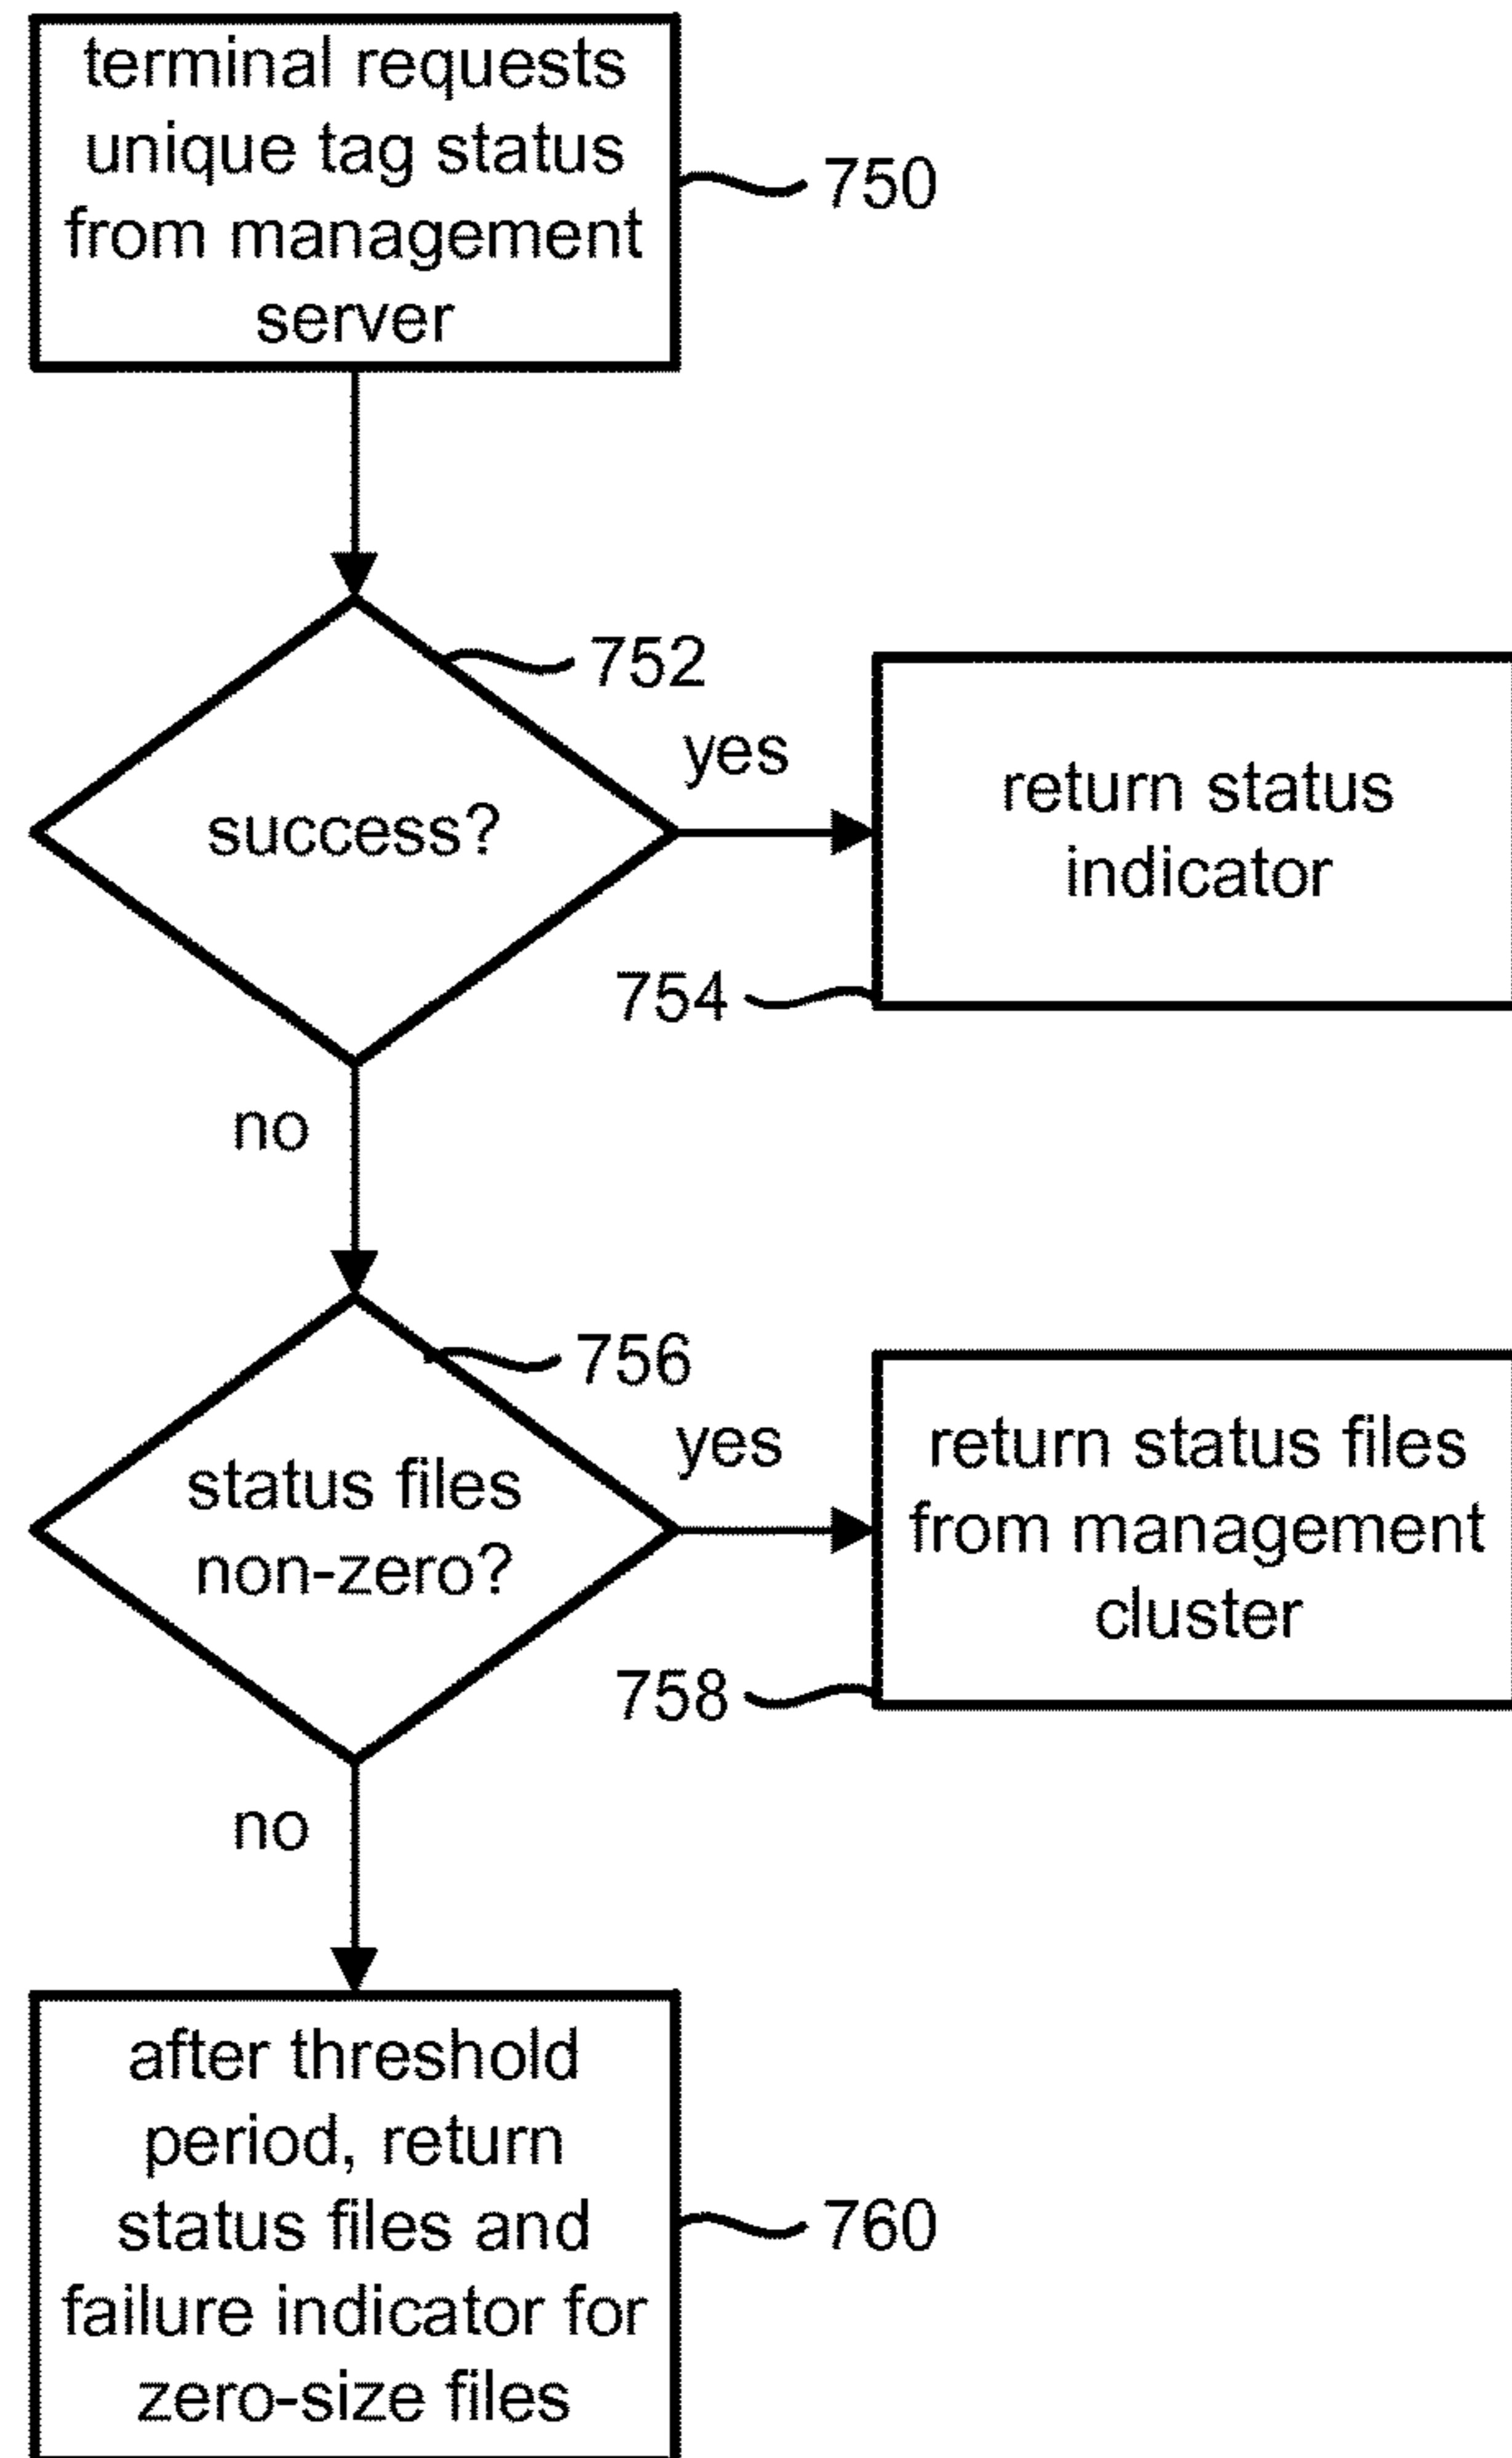 terminal requests
unique tag status
from management
server
750
752
yes
success?
return status
indicator
754
no
756
yes
status files
non-zero?
return status files
from management
cluster
758
no
after threshold
period, return
status files and
failure indicator for
zero-size files
760